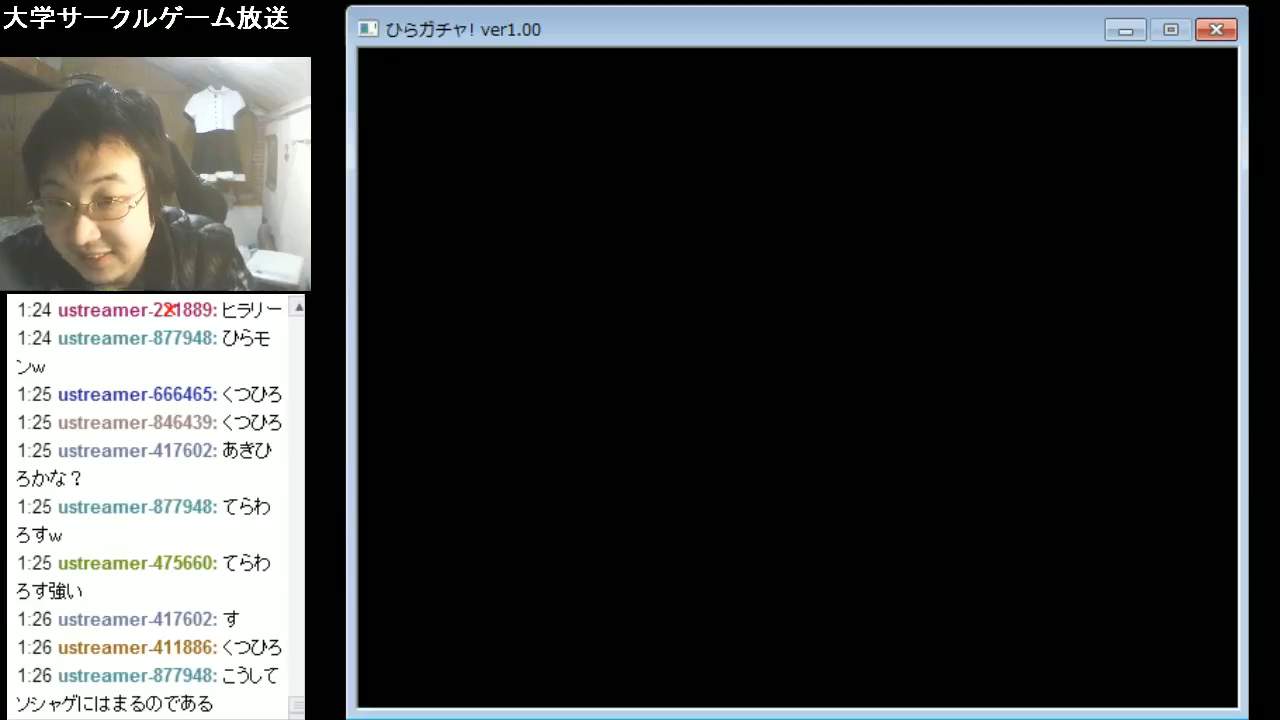 大学サークルゲーム放送
ひらガチャ! ver1.00
1:24 ustreamer-221889: ヒラリー
1:24 ustreamer-877948: ひらモ
ンw
1:25 ustreamer-666465: くつひろ
1:25 ustreamer-846439: くつひろ
1:25 ustreamer-417602: あきひ
ろかな？
1:25 ustreamer-877948: てらわ
ろすw
1:25 ustreamer-475660: てらわ
ろす強い
1:26 ustreamer-417602: す
1:26 ustreamer-411886: くつひろ
1:26 ustreamer-877948: こうして
ソシャゲにはまるのである